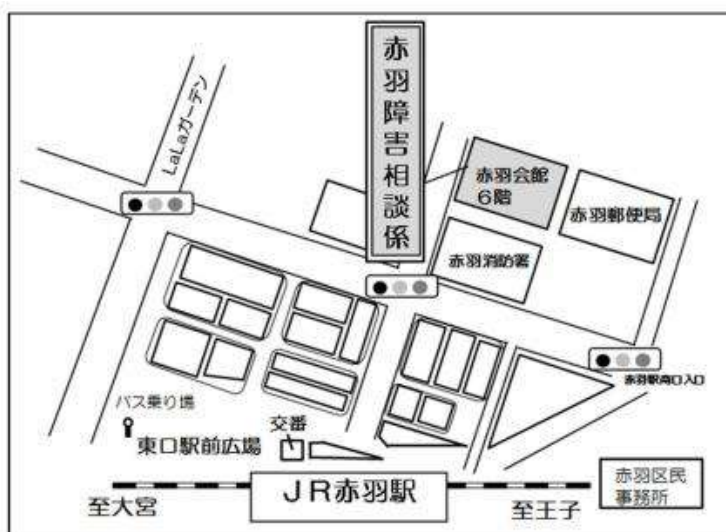 赤羽障害相談係
LaLaガーデン
赤羽会館
6階
赤羽郵便局
赤羽消防署
赤羽駅南口入口
バス乗り場
東口駅前広場
交番
JR赤羽駅
至大宮
至王子
赤羽区民
事務所